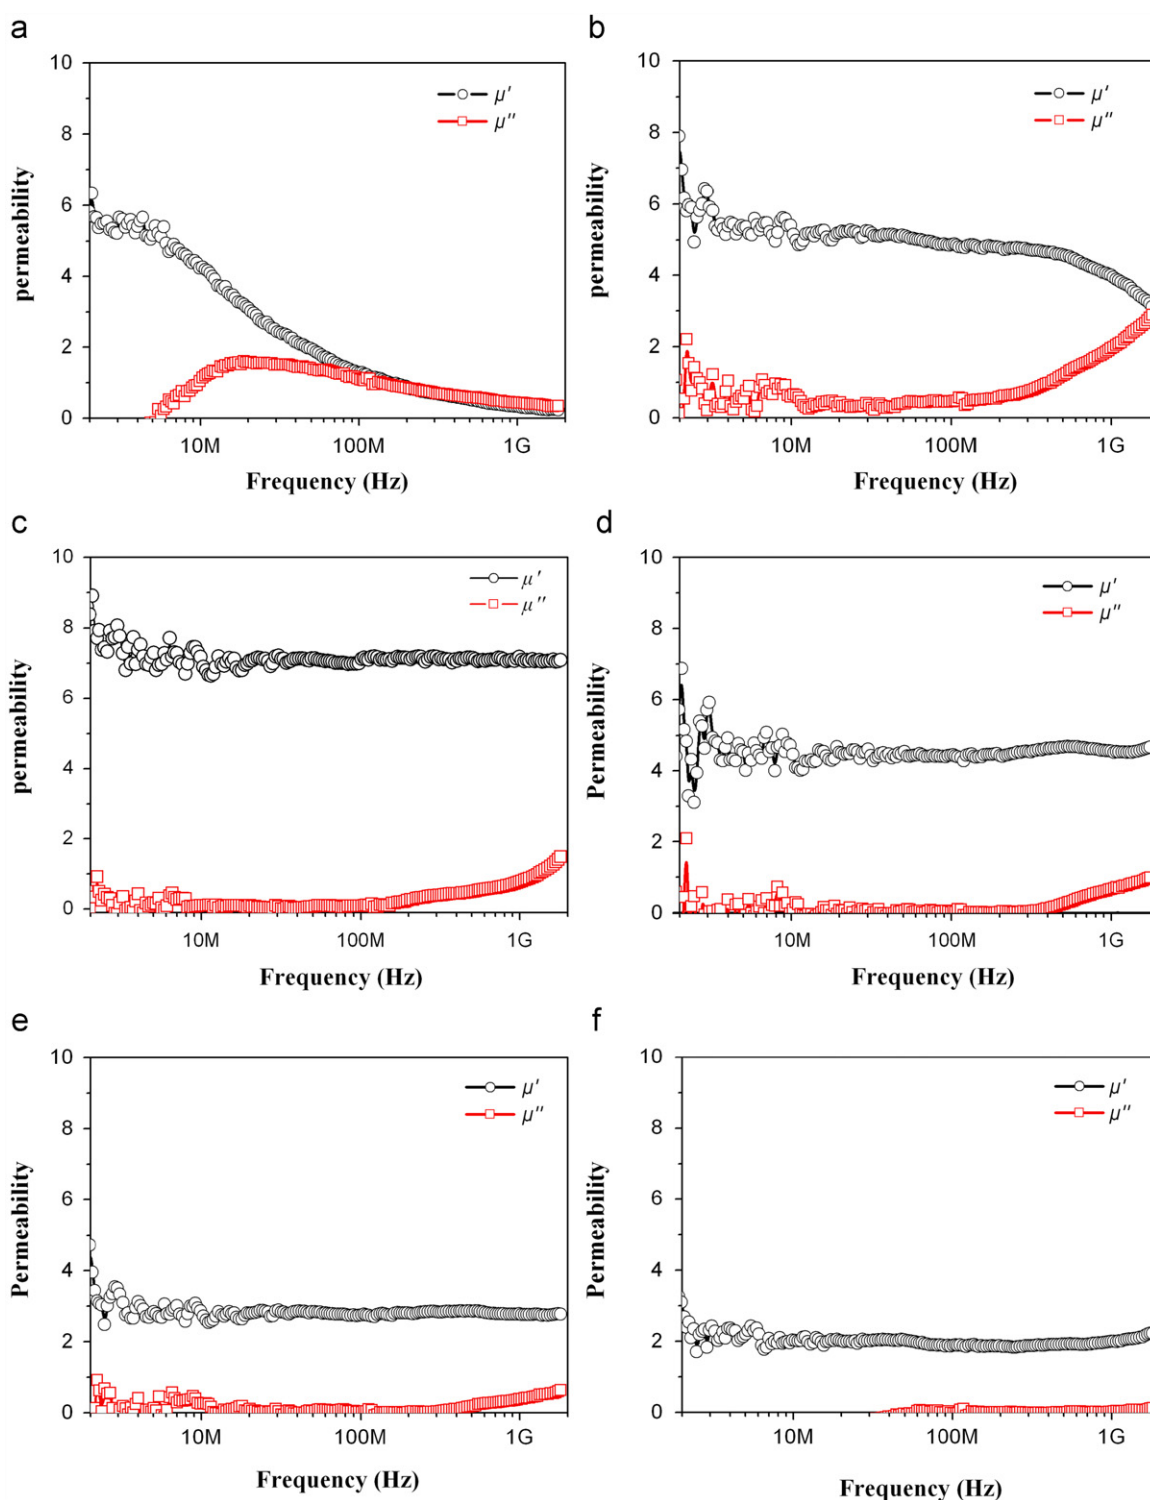 a
10
8
6
4
2
0
permeability
μ'
μ''
10M
100M
1G
Frequency (Hz)
b
10
8
6
4
2
0
permeability
μ'
μ''
10M
100M
1G
Frequency (Hz)
c
10
8
6
4
2
0
permeability
μ'
μ''
10M
100M
1G
Frequency (Hz)
d
10
8
6
4
2
0
Permeability
μ'
μ''
10M
100M
1G
Frequency (Hz)
e
10
8
6
4
2
0
Permeability
μ'
μ''
10M
100M
1G
Frequency (Hz)
f
10
8
6
4
2
0
Permeability
μ'
μ''
10M
100M
1G
Frequency (Hz)